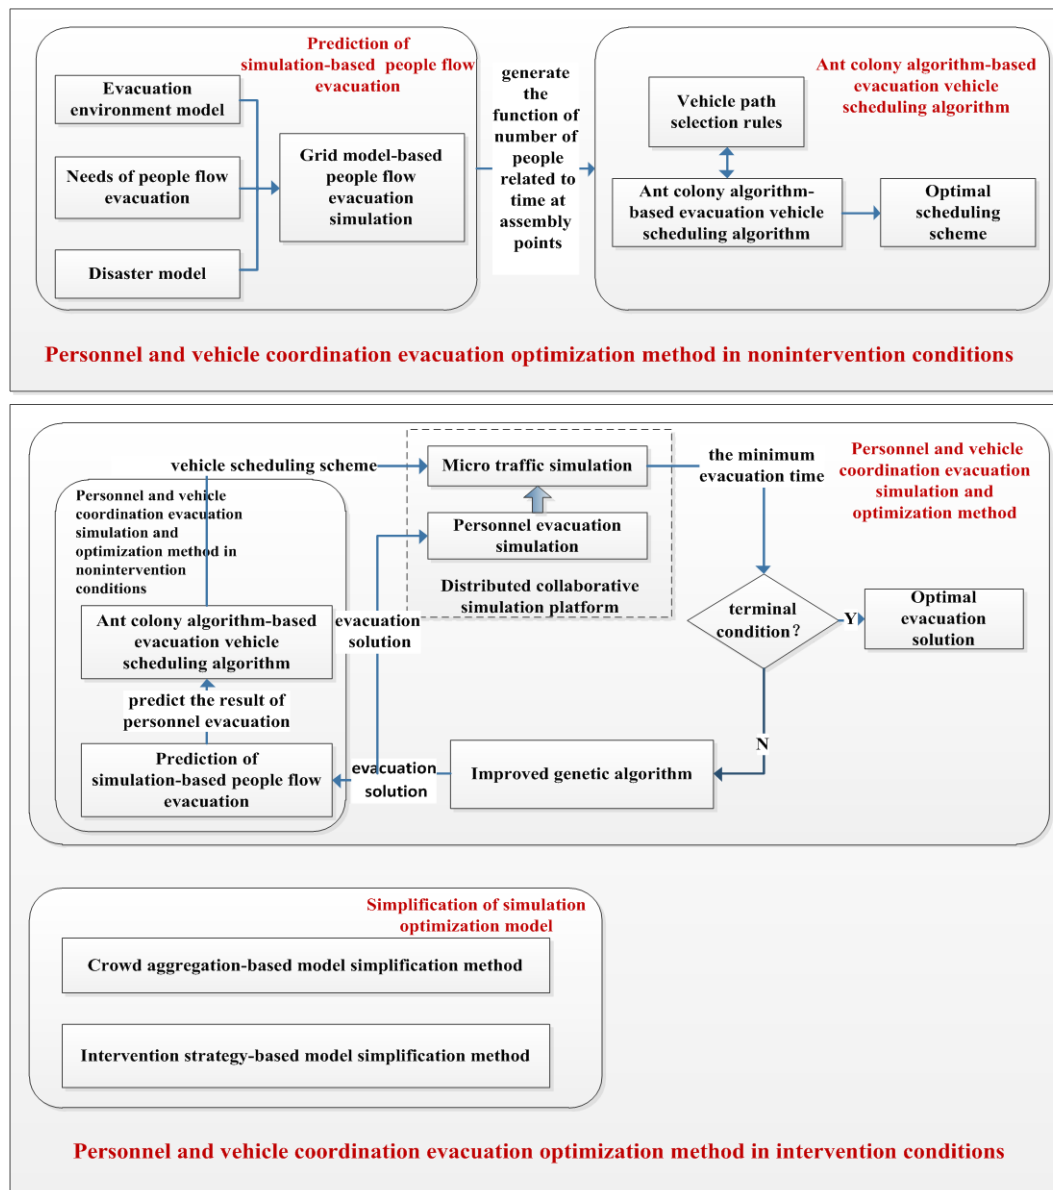 Prediction of
simulation-based people flow
evacuation
Evacuation
environment model
Needs of people flow
evacuation
Disaster model
Grid model-based
people flow
evacuation
simulation
generate
the
function of
number of
people
related to
time at
assembly
points
Ant colony algorithm-based
evacuation vehicle
scheduling algorithm
Vehicle path
selection rules
Ant colony algorithm-
based evacuation vehicle
scheduling algorithm
Optimal
scheduling
scheme
Personnel and vehicle coordination evacuation optimization method in nonintervention conditions
vehicle scheduling scheme
Micro traffic simulation
the minimum
evacuation time
Personnel and vehicle
coordination evacuation
simulation and
optimization method
Personnel and vehicle
coordination evacuation
simulation and
optimization method in
nonintervention
conditions
Personnel evacuation
simulation
Distributed collaborative
simulation platform
evacuation
solution
terminal
condition？
Y
Optimal
evacuation
solution
Ant colony algorithm-based
evacuation vehicle
scheduling algorithm
predict the result of
personnel evacuation
Prediction of
simulation-based people flow
evacuation
evacuation
solution
Improved genetic algorithm
N
Simplification of simulation
optimization model
Crowd aggregation-based model simplification method
Intervention strategy-based model simplification method
Personnel and vehicle coordination evacuation optimization method in intervention conditions